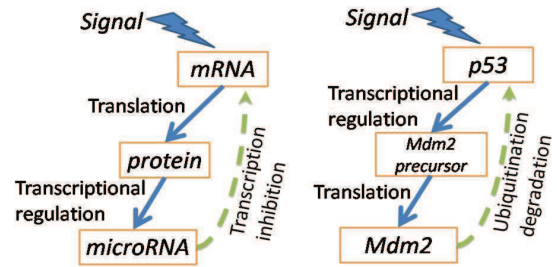 Signal
mRNA
Translation
protein
Transcriptional
regulation
microRNA
Transcription
inhibition
Signal
p53
Transcriptional
regulation
Mdm2
precursor
Translation
Mdm2
Ubiquitination
degradation